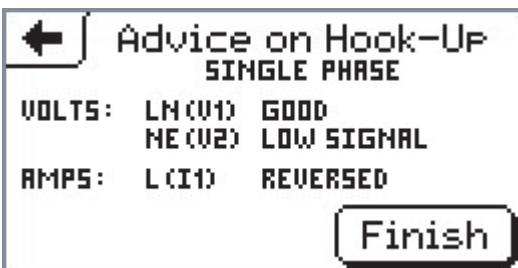 Advice on Hook-Up
SINGLE PHASE
VOLTS: LN(V1) GOOD
NE(V2) LOW SIGNAL
AMPS: L(I1) REVERSED
Finish